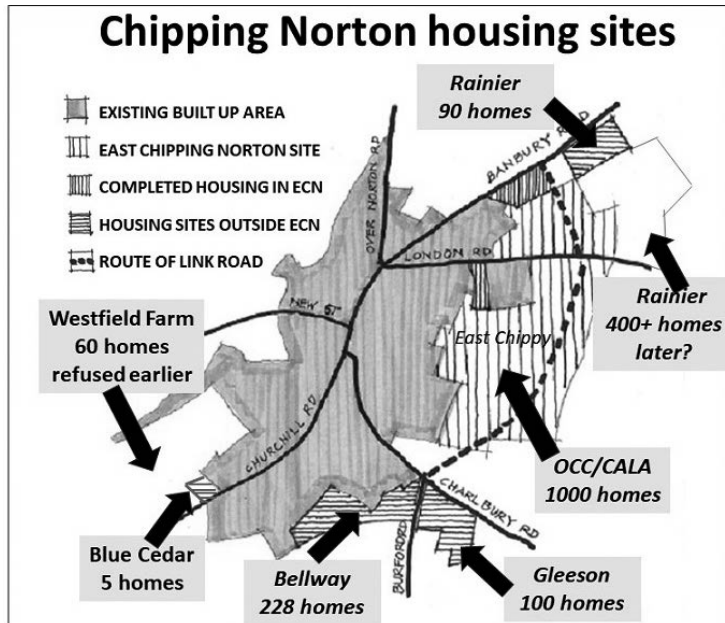 Chipping Norton housing sites
EXISTING BUILT UP AREA
EAST CHIPPING NORTON SITE
COMPLETED HOUSING IN ECN
HOUSING SITES OUTSIDE ECN
ROUTE OF LINK ROAD
Rainier
90 homes
OVER NORTON RD
BANBURY RD
LONDON RD
NEW ST
Westfield Farm
60 homes
refused earlier
Rainier
400+ homes
later?
East Chippy
CHURCHILL RD
OCC/CALA
1000 homes
CHARLBURY RD
BURFORD RD
Blue Cedar
5 homes
Bellway
228 homes
Gleeson
100 homes